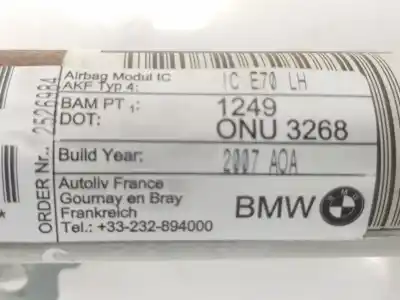 Airbag Modul IC
AKF Typ 4: IC E70 LH
BAM PT 1: 1249
DOT: ONU 3268
Build Year: 2007 AOA
Autoliv France
Gournay en Bray
Frankreich
Tel.: +33-232-894000
BMW
ORDER Nr.: 2526984